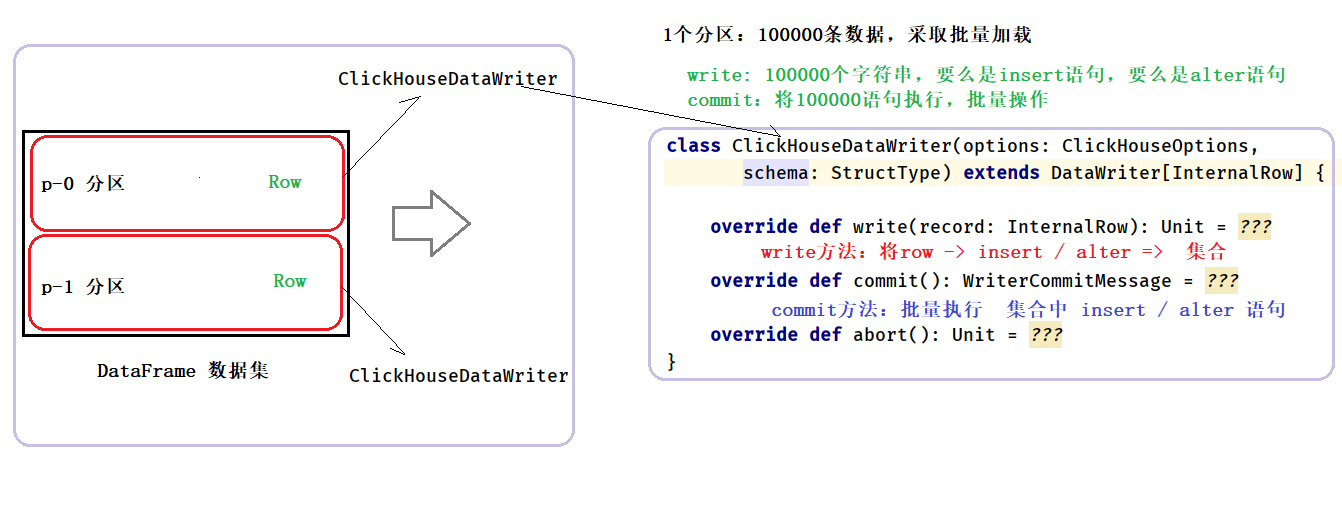 ClickHouseDataWriter
p-0 分区
Row
p-1 分区
Row
DataFrame 数据集
ClickHouseDataWriter
1个分区：100000条数据，采取批量加载
write: 100000个字符串，要么是insert语句，要么是alter语句
commit：将100000语句执行，批量操作
class ClickHouseDataWriter(options: ClickHouseOptions,
schema: StructType) extends DataWriter[InternalRow] {
override def write(record: InternalRow): Unit = ???
write方法：将row -> insert / alter => 集合
override def commit(): WriterCommitMessage = ???
commit方法：批量执行 集合中 insert / alter 语句
override def abort(): Unit = ???
}